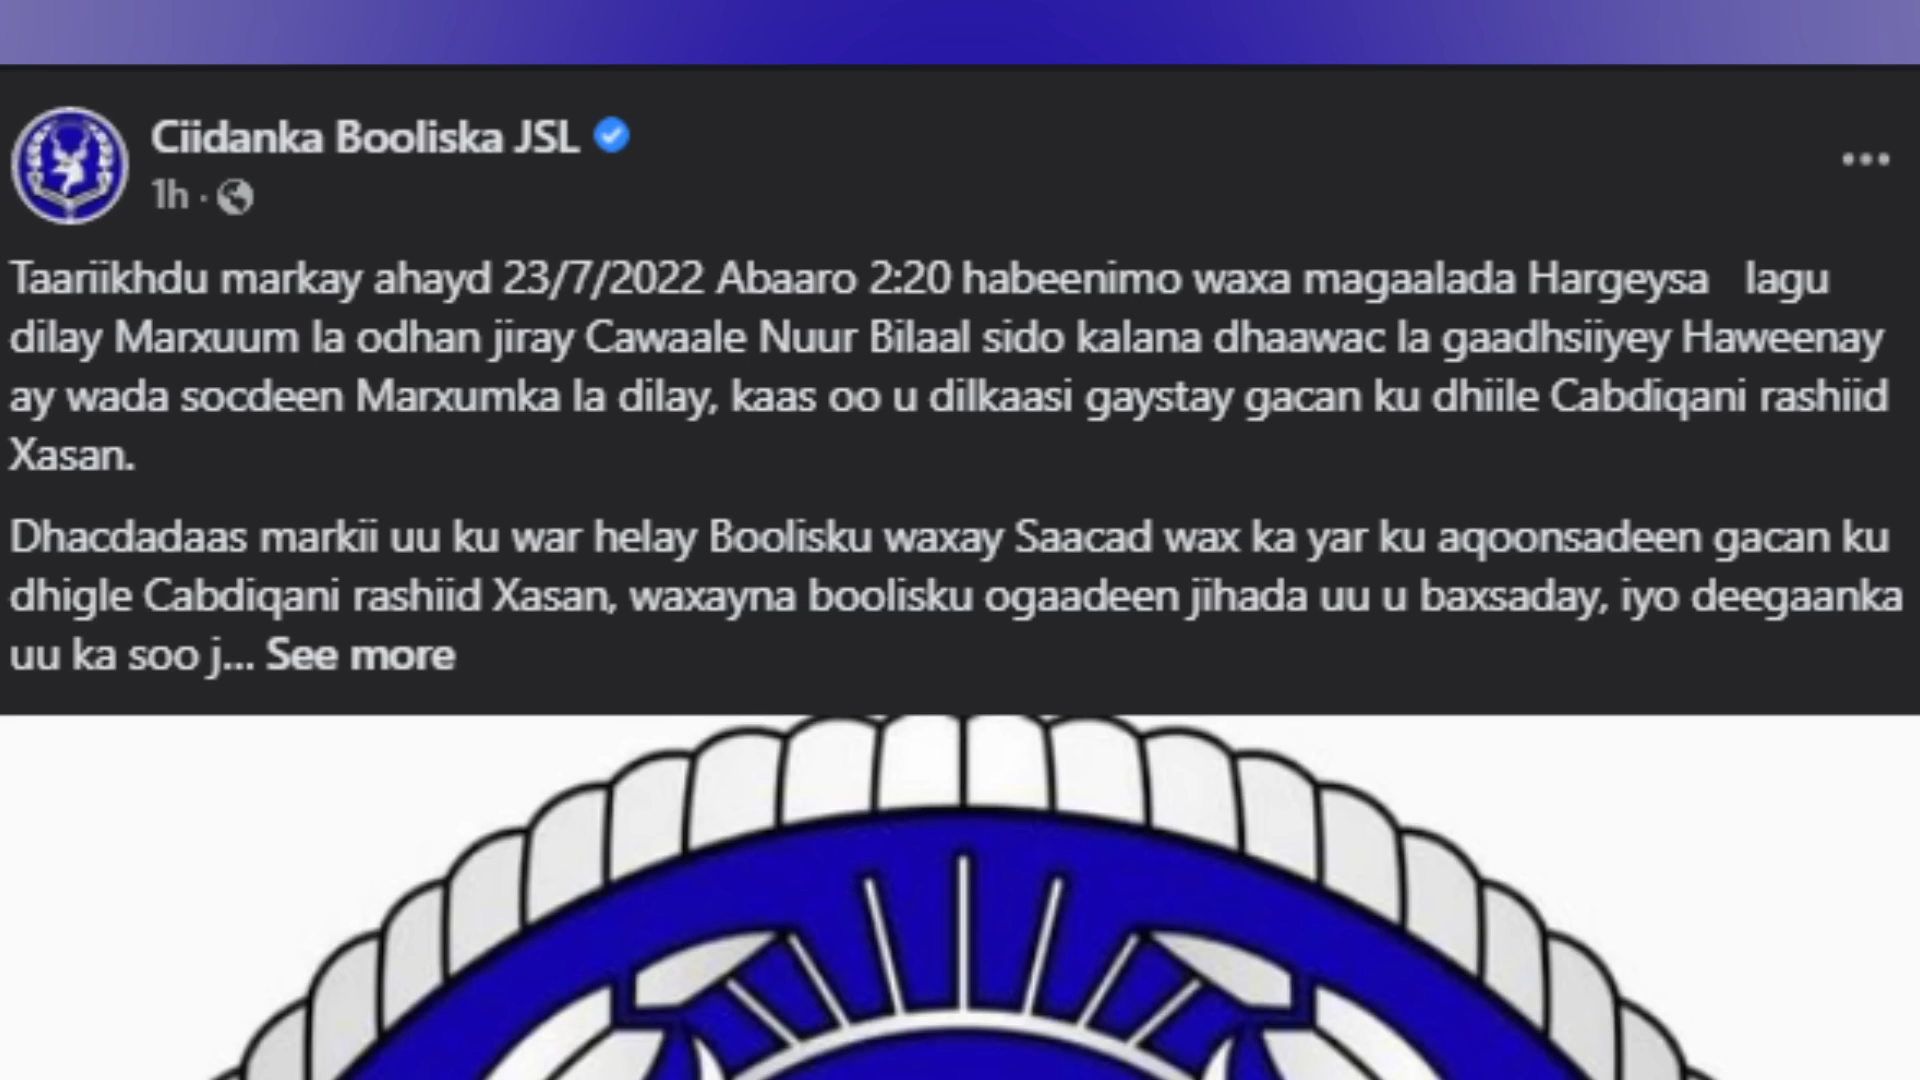 Ciidanka Booliska JSL
1h ·
Taariikhdu markay ahayd 23/7/2022 Abaaro 2:20 habeenimo waxa magaalada Hargeysa lagu
dilay Marxuum la odhan jiray Cawaale Nuur Bilaal sido kalana dhaawac la gaadhsiiyey Haweenay
ay wada socdeen Marxumka la dilay, kaas oo u dilkaasi gaystay gacan ku dhiile Cabdiqani rashiid
Xasan.
Dhacdadaas markii uu ku war helay Boolisku waxay Saacad wax ka yar ku aqoonsadeen gacan ku
dhigle Cabdiqani rashiid Xasan, waxayna boolisku ogaadeen jihada uu u baxsaday, iyo deegaanka
uu ka soo j... See more